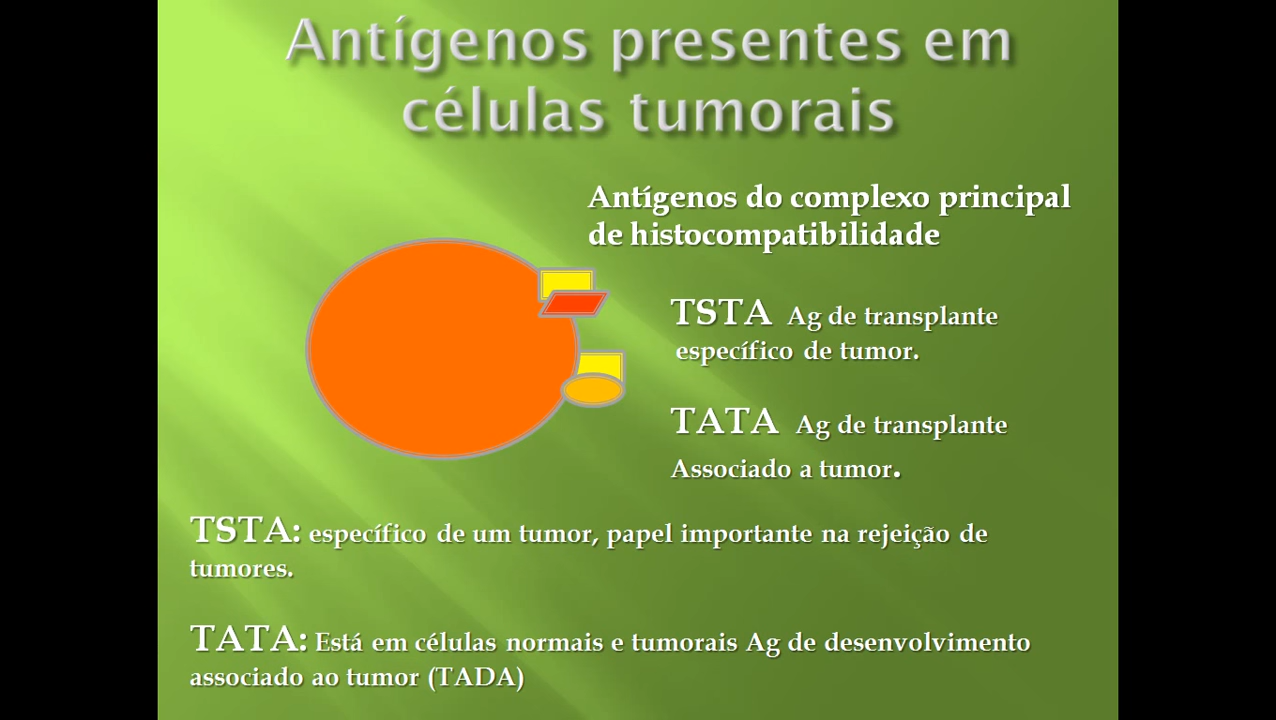 Antígenos presentes em
células tumorais
Antígenos do complexo principal
de histocompatibilidade
TSTA Ag de transplante
específico de tumor.
TATA Ag de transplante
Associado a tumor.
TSTA: específico de um tumor, papel importante na rejeição de
tumores.
TATA: Está em células normais e tumorais Ag de desenvolvimento
associado ao tumor (TADA)